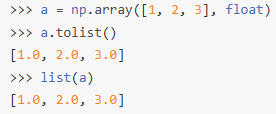 >>> a = np.array([1, 2, 3], float)
>>> a.tolist()
[1.0, 2.0, 3.0]
>>> list(a)
[1.0, 2.0, 3.0]